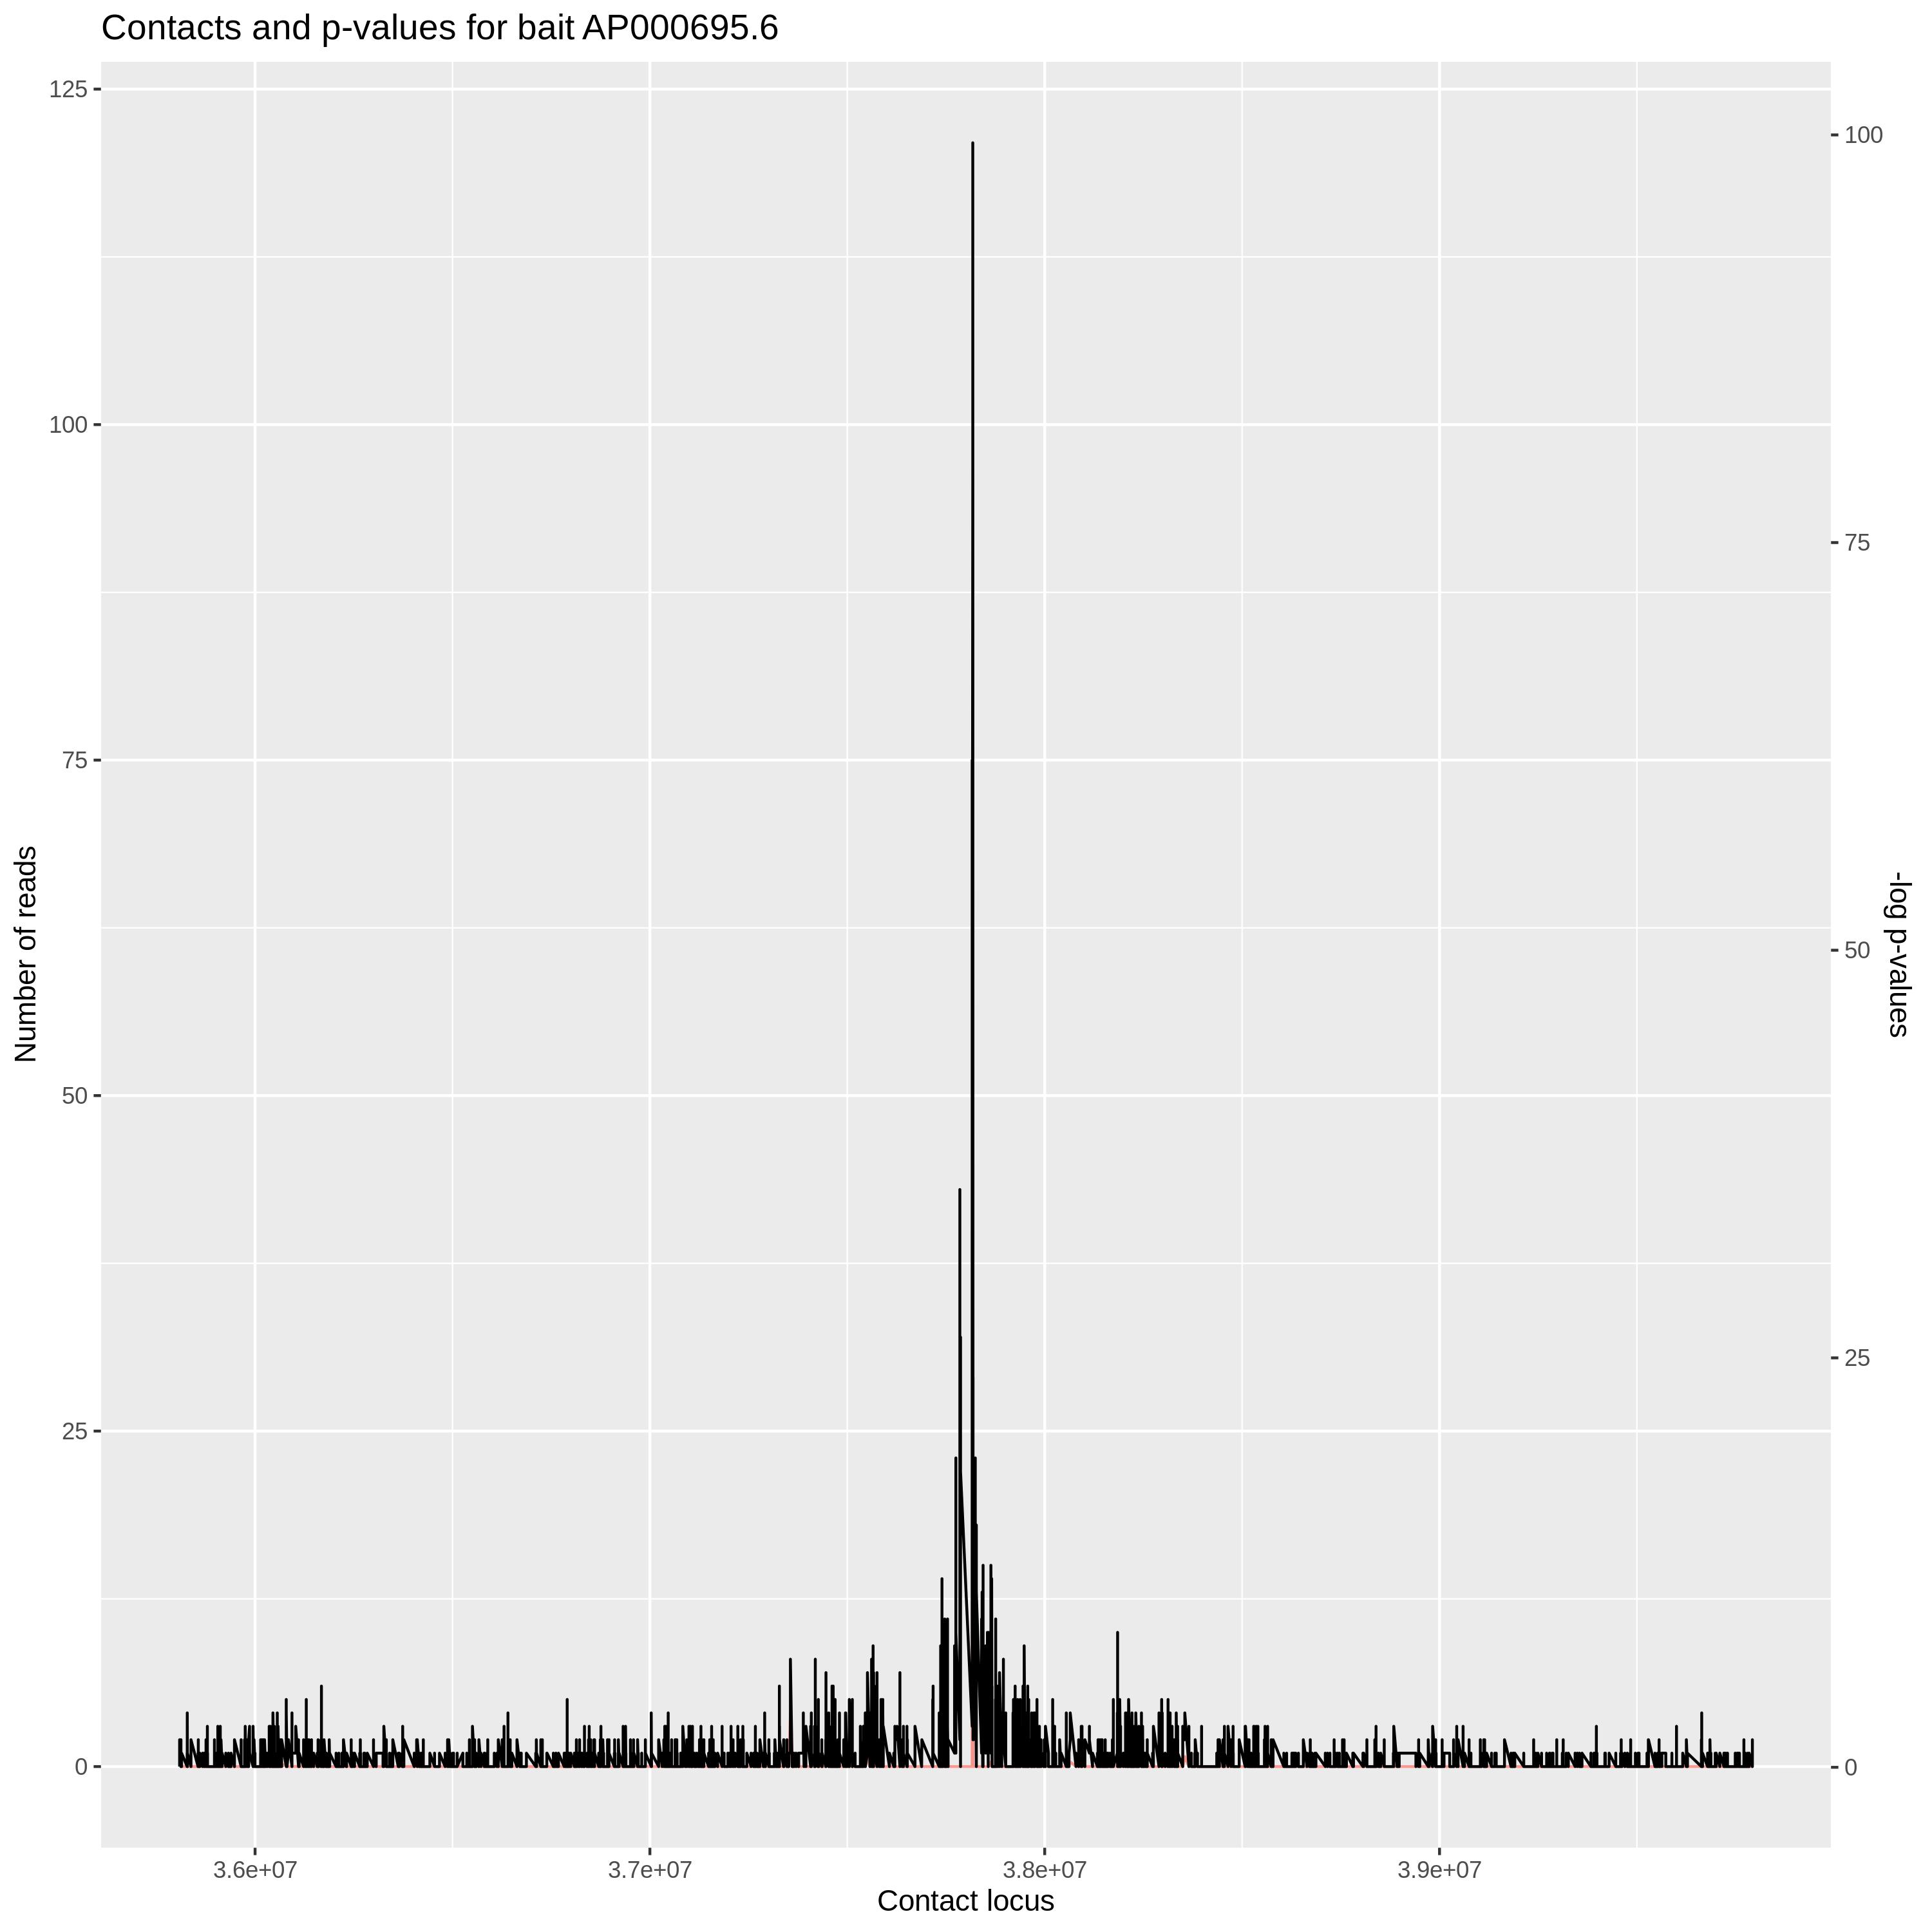 Contacts and p-values for bait AP000695.6
125
100
75
50
25
0
100
75
50
25
0
Number of reads
-log p-values
3.6e+07 3.7e+07 3.8e+07 3.9e+07
Contact locus